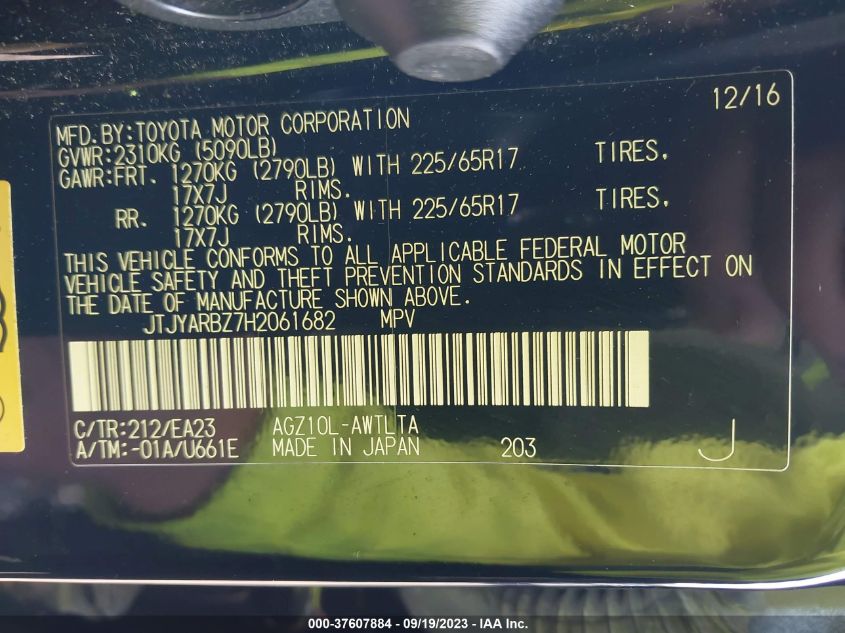 12/16
MFD.BY:TOYOTA MOTOR CORPORATION
GVWR:2310KG (5090LB)
GAWR:FRT. 1270KG (2790LB) WITH 225/65R17 TIRES,
17X7J RIMS.
RR. 1270KG (2790LB) WITH 225/65R17 TIRES,
17X7J RIMS.
THIS VEHICLE CONFORMS TO ALL APPLICABLE FEDERAL MOTOR
VEHICLE SAFETY AND THEFT PREVENTION STANDARDS IN EFFECT ON
THE DATE OF MANUFACTURE SHOWN ABOVE.
JTJYARBZ7H2061682 MPV
C/TR:212/EA23 AGZ10L-AWTLTA
A/TM:-01A/U661E MADE IN JAPAN 203 J
000-37607884 - 09/19/2023 - IAA Inc.